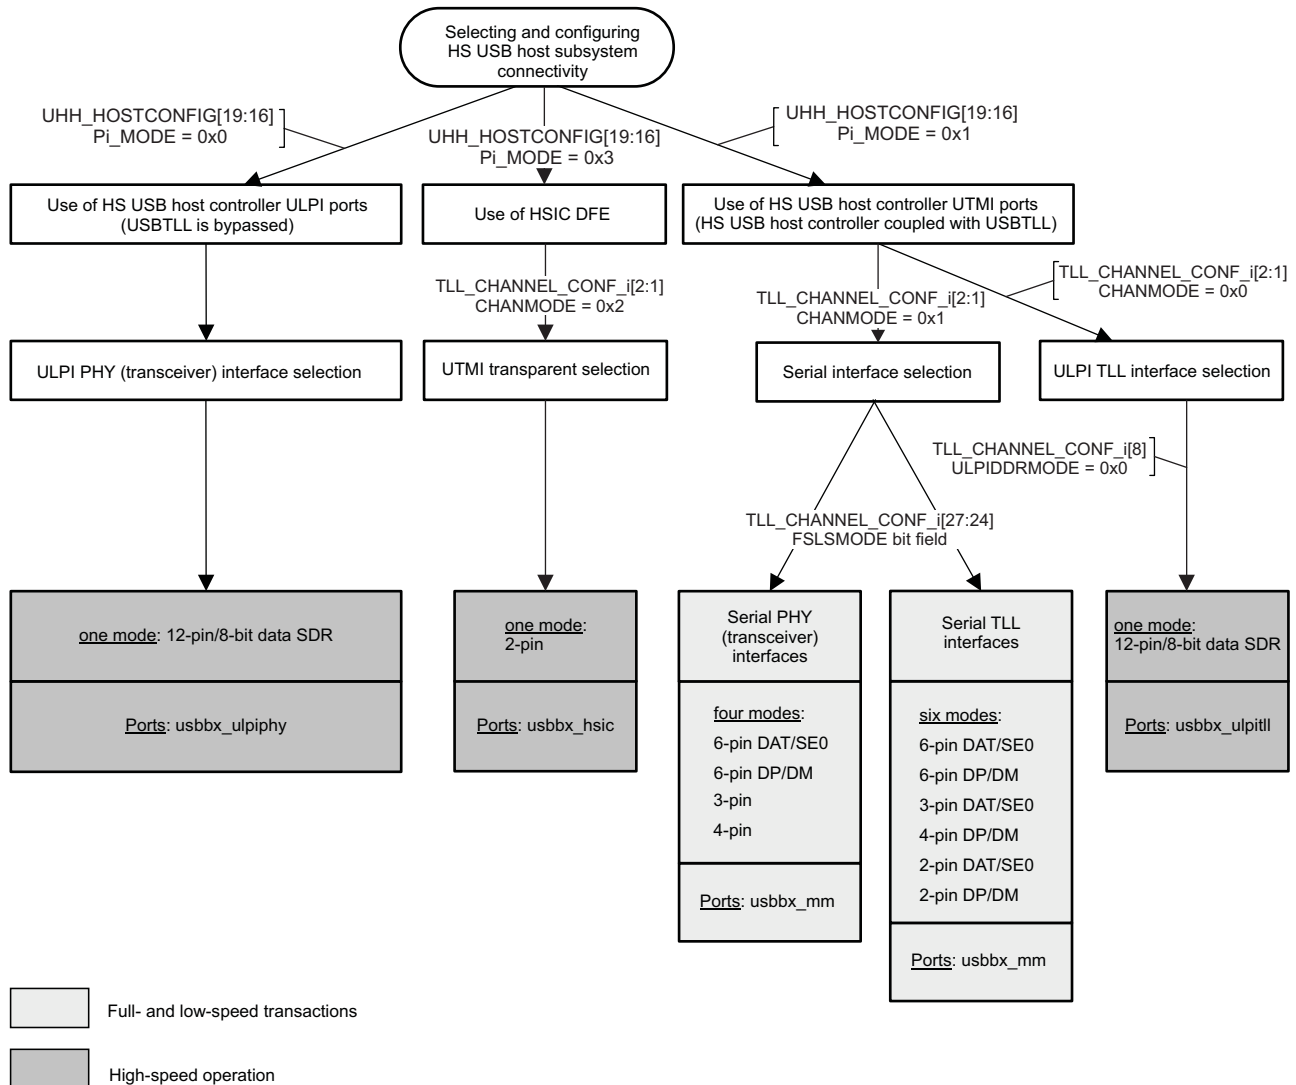 Selecting and configuring
HS USB host subsystem
connectivity
UHH_HOSTCONFIG[19:16]
Pi_MODE = 0x0
UHH_HOSTCONFIG[19:16]
Pi_MODE = 0x3
UHH_HOSTCONFIG[19:16]
Pi_MODE = 0x1
Use of HS USB host controller ULPI ports
(USBTLL is bypassed)
Use of HSIC DFE
Use of HS USB host controller UTMI ports
(HS USB host controller coupled with USBTLL)
TLL_CHANNEL_CONF_i[2:1]
CHANMODE = 0x2
TLL_CHANNEL_CONF_i[2:1]
CHANMODE = 0x1
TLL_CHANNEL_CONF_i[2:1]
CHANMODE = 0x0
ULPI PHY (transceiver) interface selection
UTMI transparent selection
Serial interface selection
ULPI TLL interface selection
TLL_CHANNEL_CONF_i[8]
ULPIDDRMODE = 0x0
TLL_CHANNEL_CONF_i[27:24]
FSLSMODE bit field
one mode: 12-pin/8-bit data SDR
Ports: usbbx_ulpiphy
one mode:
2-pin
Ports: usbbx_hsic
Serial PHY
(transceiver)
interfaces
four modes:
6-pin DAT/SE0
6-pin DP/DM
3-pin
4-pin
Ports: usbbx_mm
Serial TLL
interfaces
six modes:
6-pin DAT/SE0
6-pin DP/DM
3-pin DAT/SE0
4-pin DP/DM
2-pin DAT/SE0
2-pin DP/DM
Ports: usbbx_mm
one mode:
12-pin/8-bit data SDR
Ports: usbbx_ulpitll
Full- and low-speed transactions
High-speed operation